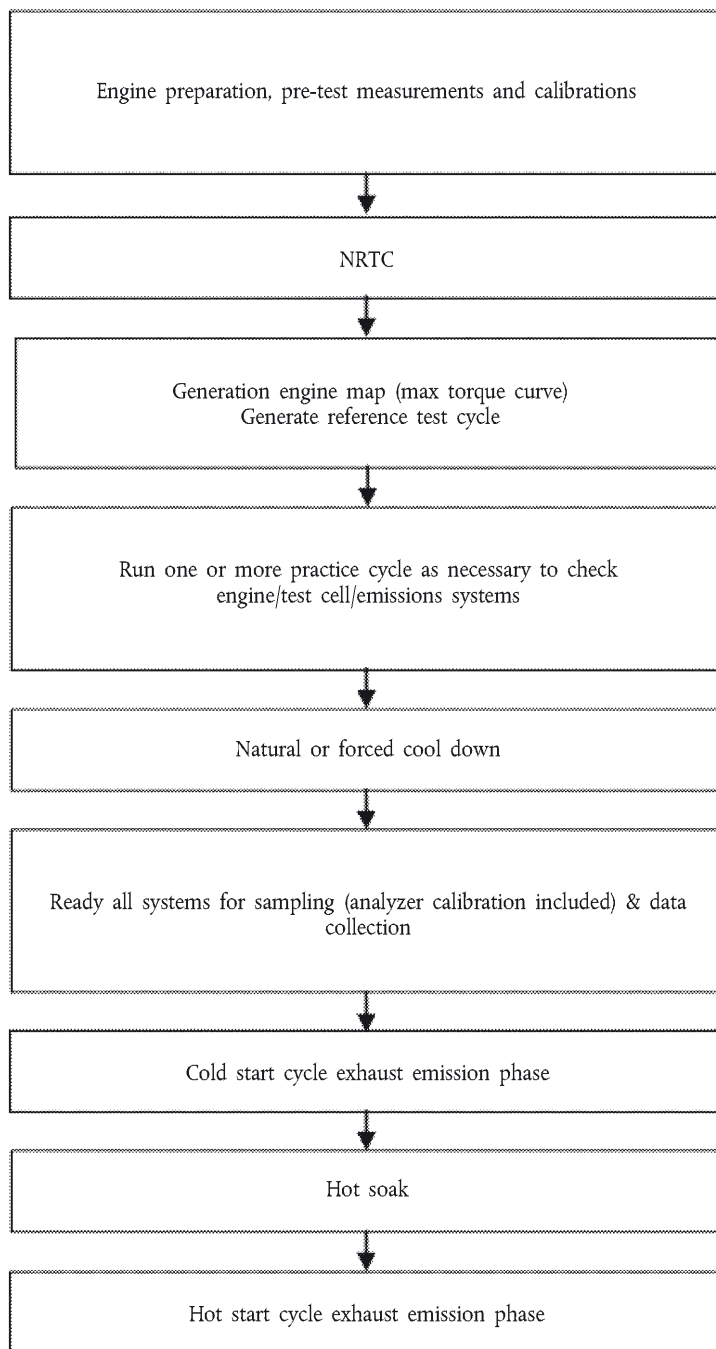 Engine preparation, pre-test measurements and calibrations
NRTC
Generation engine map (max torque curve)
Generate reference test cycle
Run one or more practice cycle as necessary to check
engine/test cell/emissions systems
Natural or forced cool down
Ready all systems for sampling (analyzer calibration included) & data
collection
Cold start cycle exhaust emission phase
Hot soak
Hot start cycle exhaust emission phase